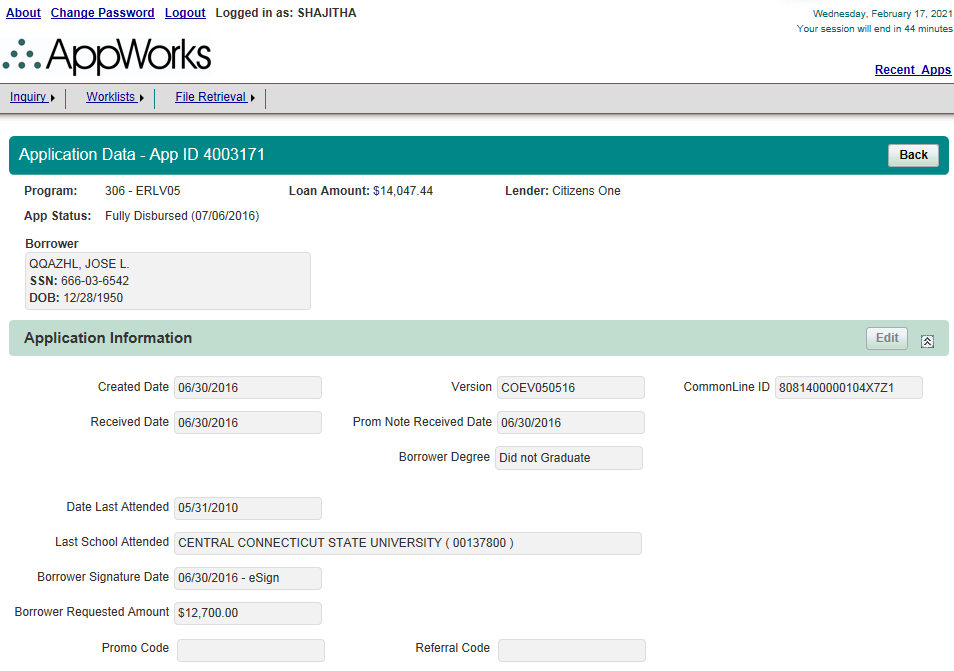 About Change Password Logout Logged in as: SHAJITHA
Wednesday, February 17, 2021
Your session will end in 44 minutes
AppWorks
Recent Apps
Inquiry Worklists File Retrieval
Application Data - App ID 4003171 Back
Program: 306 - ERLV05 Loan Amount: $14,047.44 Lender: Citizens One
App Status: Fully Disbursed (07/06/2016)
Borrower
QQAZHL, JOSE L.
SSN: 666-03-6542
DOB: 12/28/1950
Application Information Edit
Created Date 06/30/2016 Version COEV050516 CommonLine ID 8081400000104X7Z1
Received Date 06/30/2016 Prom Note Received Date 06/30/2016
Borrower Degree Did not Graduate
Date Last Attended 05/31/2010
Last School Attended CENTRAL CONNECTICUT STATE UNIVERSITY ( 00137800 )
Borrower Signature Date 06/30/2016 - eSign
Borrower Requested Amount $12,700.00
Promo Code Referral Code